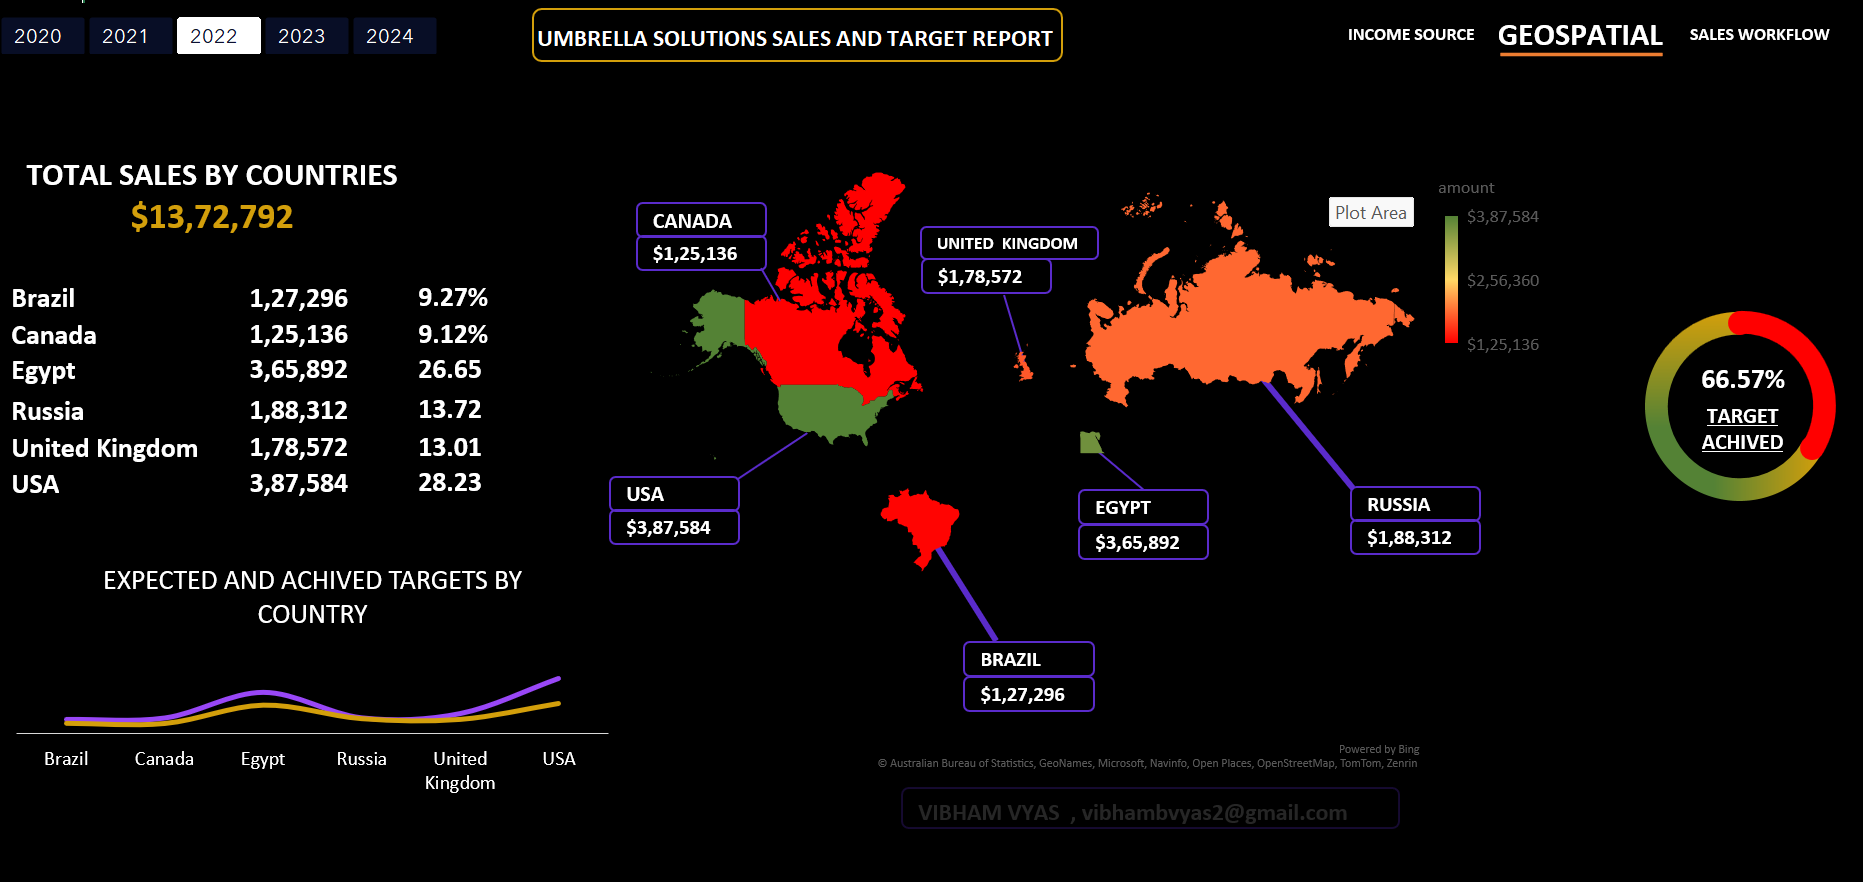 2020 2021 2022 2023 2024
UMBRELLA SOLUTIONS SALES AND TARGET REPORT
INCOME SOURCE GEOSPATIAL SALES WORKFLOW
TOTAL SALES BY COUNTRIES
$13,72,792
Brazil 1,27,296 9.27%
Canada 1,25,136 9.12%
Egypt 3,65,892 26.65
Russia 1,88,312 13.72
United Kingdom 1,78,572 13.01
USA 3,87,584 28.23
EXPECTED AND ACHIVED TARGETS BY
COUNTRY
Brazil Canada Egypt Russia United USA
Kingdom
CANADA
$1,25,136
UNITED KINGDOM
$1,78,572
USA
$3,87,584
EGYPT
$3,65,892
RUSSIA
$1,88,312
BRAZIL
$1,27,296
Plot Area
amount
$3,87,584
$2,56,360
$1,25,136
66.57%
TARGET
ACHIVED
Powered by Bing
© Australian Bureau of Statistics, GeoNames, Microsoft, Navinfo, Open Places, OpenStreetMap, TomTom, Zenrin
VIBHAM VYAS , vibhambvyas2@gmail.com